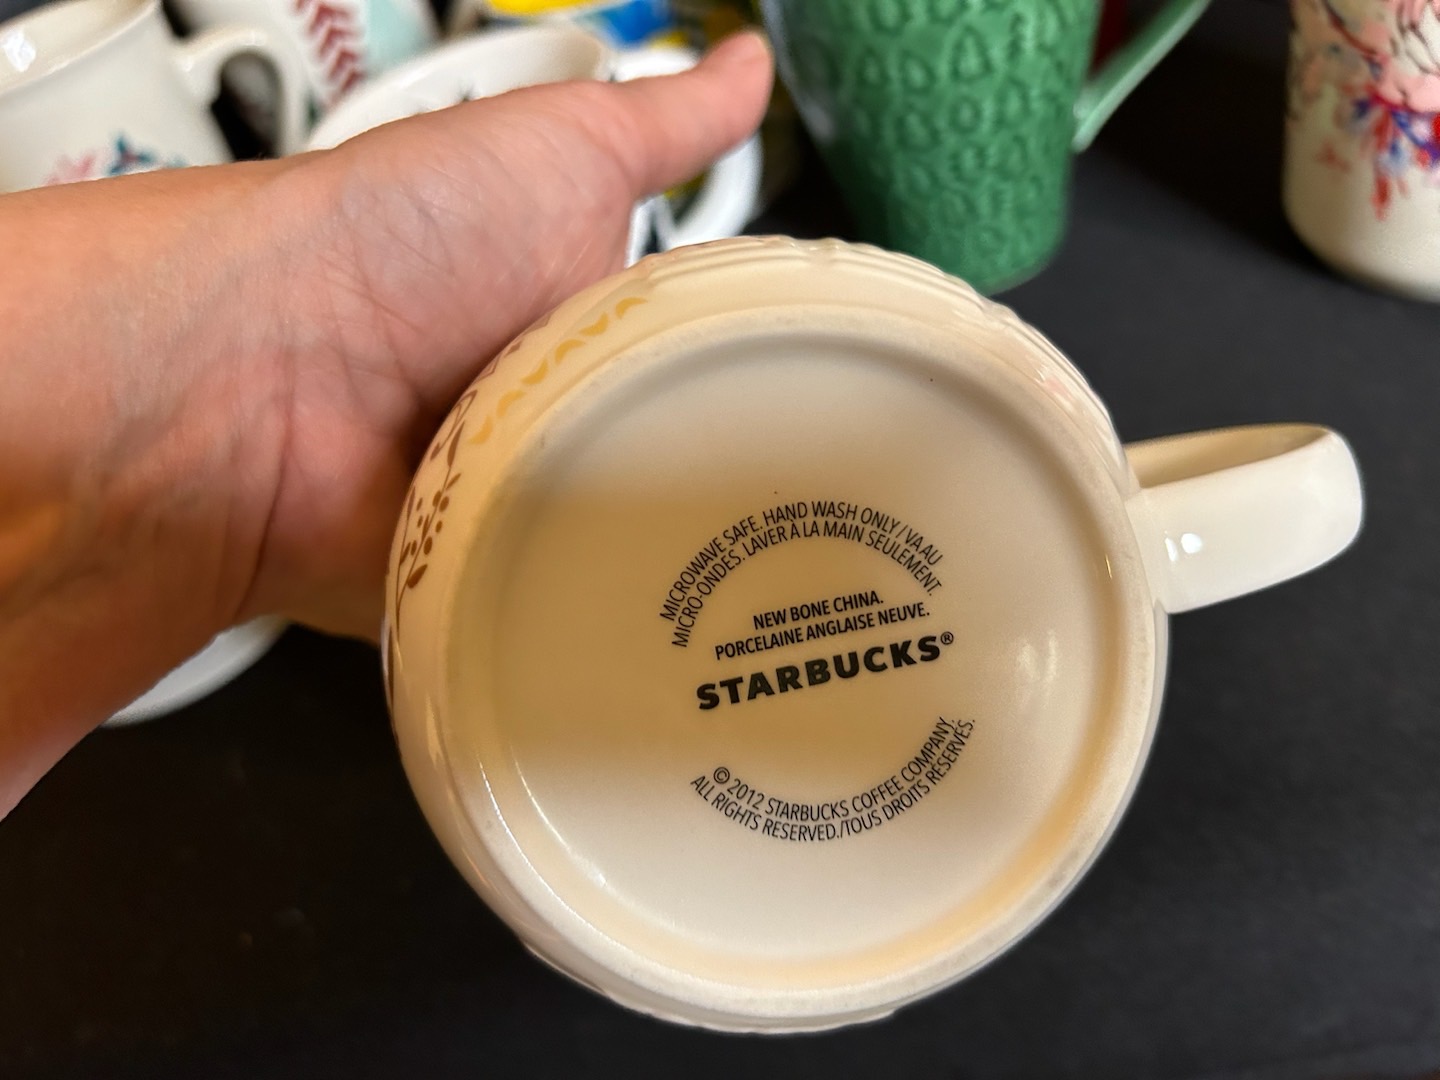 MICROWAVE SAFE. HAND WASH ONLY / VA AU
MICRO-ONDES. LAVER À LA MAIN SEULEMENT.
NEW BONE CHINA.
PORCELAINE ANGLAISE NEUVE.
STARBUCKS®
© 2012 STARBUCKS COFFEE COMPANY.
ALL RIGHTS RESERVED./TOUS DROITS RÉSERVÉS.